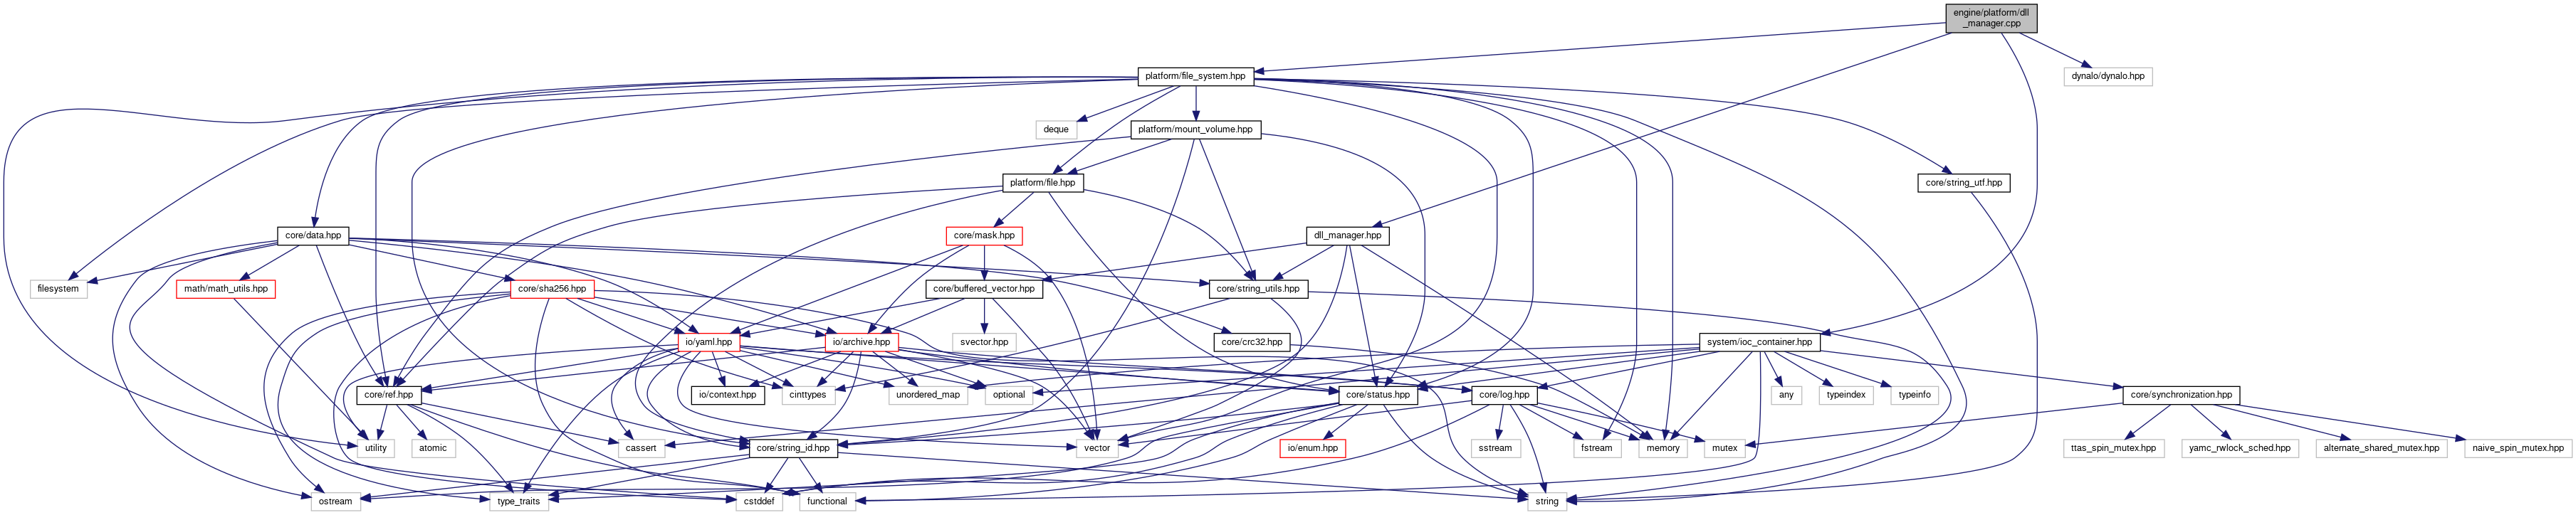 engine/platform/dll
_manager.cpp
platform/file_system.hpp
dynalo/dynalo.hpp
deque
platform/mount_volume.hpp
platform/file.hpp
core/string_utf.hpp
core/data.hpp
core/mask.hpp
dll_manager.hpp
filesystem
math/math_utils.hpp
core/sha256.hpp
core/buffered_vector.hpp
core/string_utils.hpp
io/yaml.hpp
io/archive.hpp
svector.hpp
core/crc32.hpp
system/ioc_container.hpp
core/ref.hpp
io/context.hpp
cinttypes
unordered_map
optional
core/status.hpp
core/log.hpp
any
typeindex
typeinfo
core/synchronization.hpp
utility
atomic
cassert
core/string_id.hpp
vector
io/enum.hpp
sstream
fstream
memory
mutex
ttas_spin_mutex.hpp
yamc_rwlock_sched.hpp
alternate_shared_mutex.hpp
naive_spin_mutex.hpp
ostream
type_traits
cstddef
functional
string